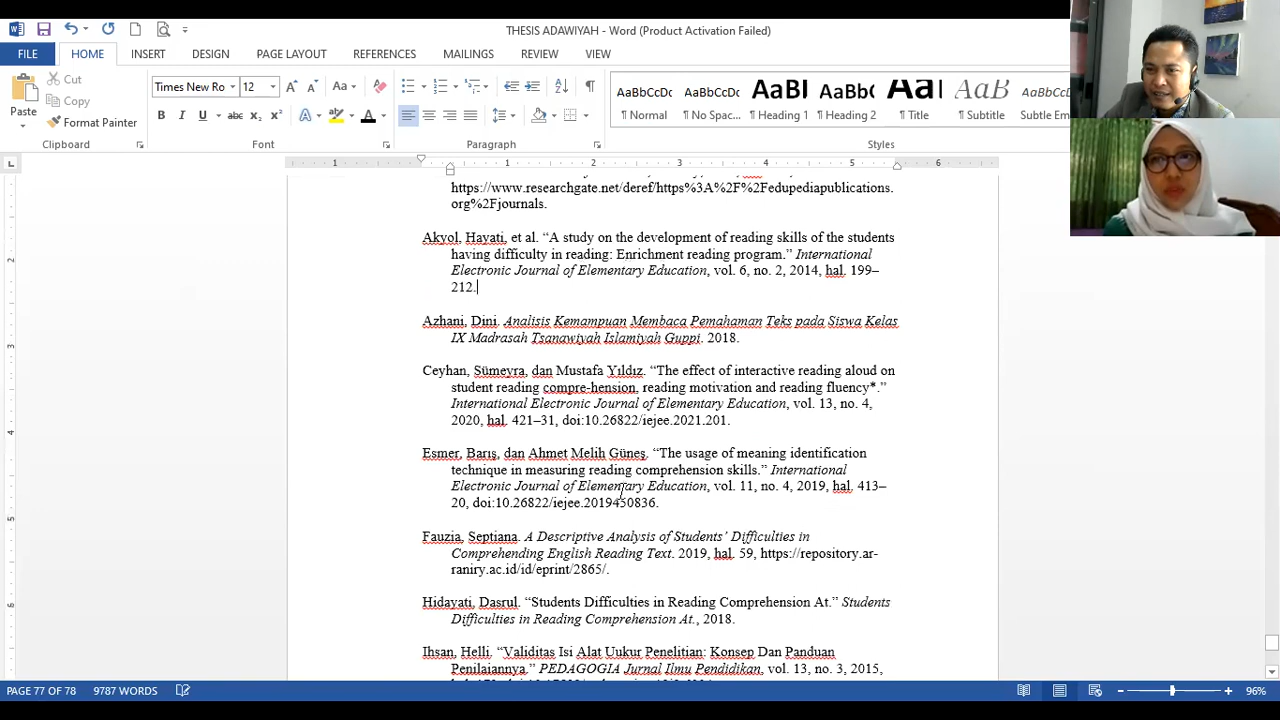 THESIS ADAWIYAH - Word (Product Activation Failed)
FILE HOME INSERT DESIGN PAGE LAYOUT REFERENCES MAILINGS REVIEW VIEW
Cut
Copy
Format Painter
Paste
Times New Ro 12
AaBbCcDc AaBbCcDc AaBl AaBb( AaBl AaB AaBbCcDc
¶ Normal ¶ No Spac... ¶ Heading 1 ¶ Heading 2 ¶ Title ¶ Subtitle Subtle Em
Clipboard Font Paragraph Styles
https://www.researchgate.net/deref/https%3A%2F%2Fedupediapublications.
org%2Fjournals.
Akyol, Hayati, et al. “A study on the development of reading skills of the students
having difficulty in reading: Enrichment reading program.” International
Electronic Journal of Elementary Education, vol. 6, no. 2, 2014, hal. 199–
212.
Azhani, Dini. Analisis Kemampuan Membaca Pemahaman Teks pada Siswa Kelas
IX Madrasah Tsanawiyah Islamiyah Guppi. 2018.
Ceyhan, Sümeyra, dan Mustafa Yıldız. “The effect of interactive reading aloud on
student reading compre-hension, reading motivation and reading fluency*.”
International Electronic Journal of Elementary Education, vol. 13, no. 4,
2020, hal. 421–31, doi:10.26822/iejee.2021.201.
Esmer, Barış, dan Ahmet Melih Güneş. “The usage of meaning identification
technique in measuring reading comprehension skills.” International
Electronic Journal of Elementary Education, vol. 11, no. 4, 2019, hal. 413–
20, doi:10.26822/iejee.2019450836.
Fauzia, Septiana. A Descriptive Analysis of Students’ Difficulties in
Comprehending English Reading Text. 2019, hal. 59, https://repository.ar-
raniry.ac.id/id/eprint/2865/.
Hidayati, Dasrul. “Students Difficulties in Reading Comprehension At.” Students
Difficulties in Reading Comprehension At., 2018.
Ihsan, Helli. “Validitas Isi Alat Uukur Penelitian: Konsep Dan Panduan
Penilaiannya.” PEDAGOGIA Jurnal Ilmu Pendidikan, vol. 13, no. 3, 2015,
PAGE 77 OF 78 9787 WORDS 96%